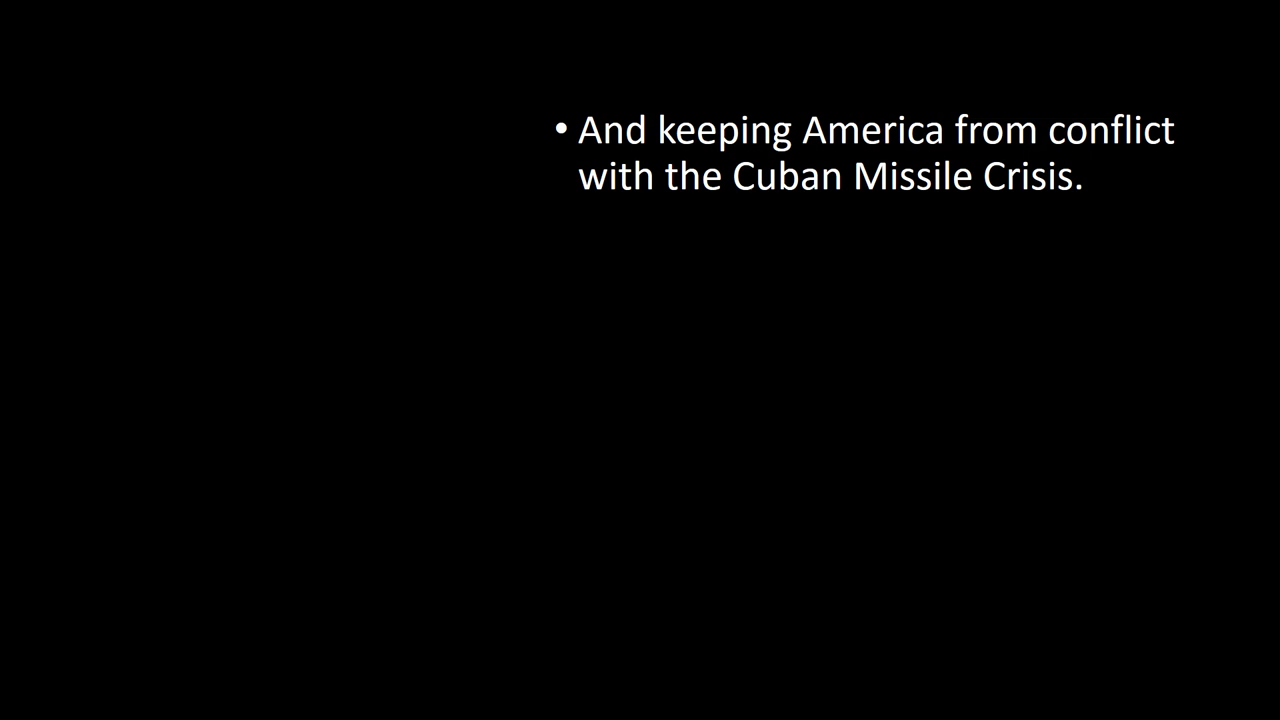 • And keeping America from conflict
with the Cuban Missile Crisis.